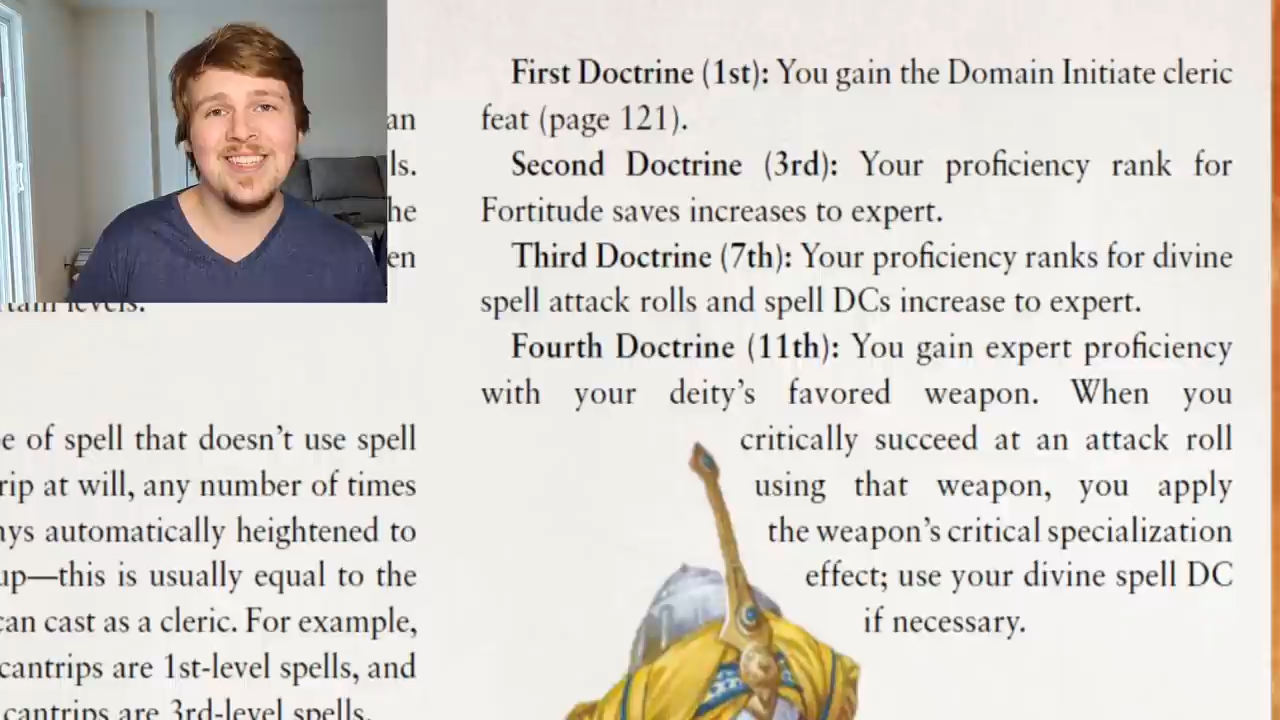 an
ls.
he
en
e of spell that doesn't use spell
rip at will, any number of times
ays automatically heightened to
up—this is usually equal to the
can cast as a cleric. For example,
cantrips are 1st-level spells, and
cantrips are 3rd-level spells.
First Doctrine (1st): You gain the Domain Initiate cleric
feat (page 121).
Second Doctrine (3rd): Your proficiency rank for
Fortitude saves increases to expert.
Third Doctrine (7th): Your proficiency ranks for divine
spell attack rolls and spell DCs increase to expert.
Fourth Doctrine (11th): You gain expert proficiency
with your deity's favored weapon. When you
critically succeed at an attack roll
using that weapon, you apply
the weapon's critical specialization
effect; use your divine spell DC
if necessary.